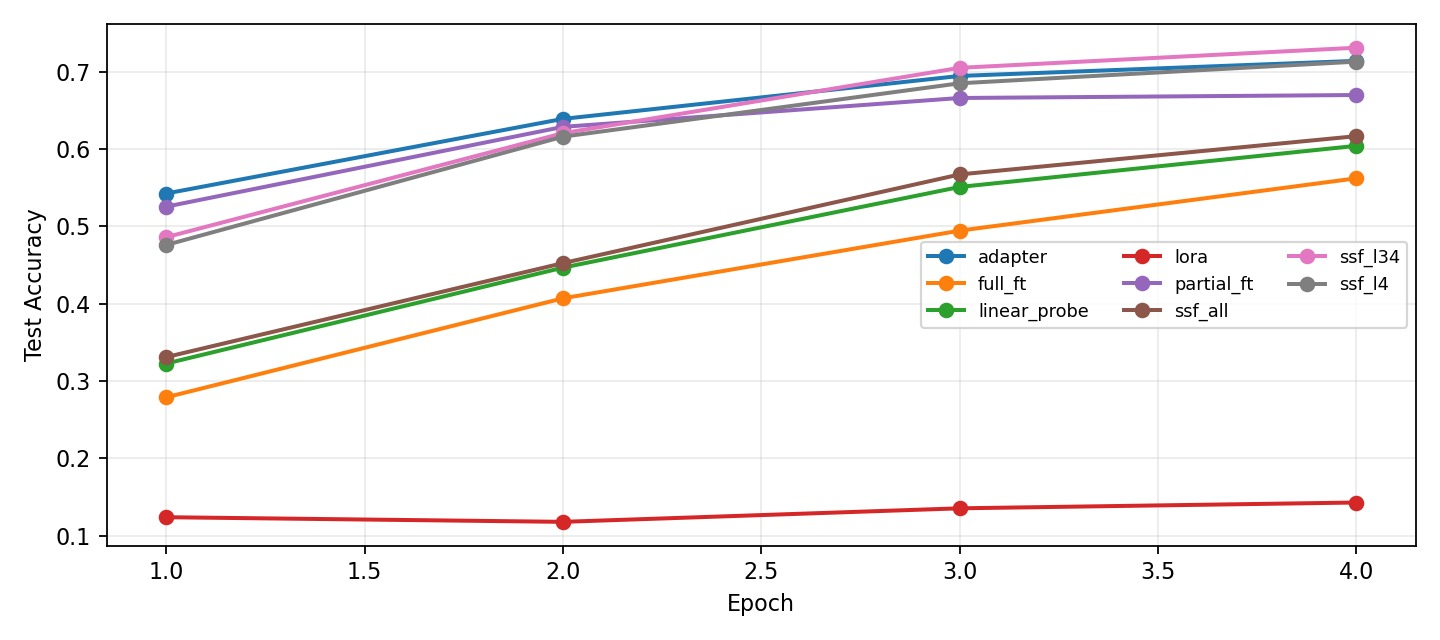 Test Accuracy
0.7
0.6
0.5
0.4
0.3
0.2
0.1
adapter
full_ft
linear_probe
lora
partial_ft
ssf_all
ssf_l34
ssf_l4
1.0 1.5 2.0 2.5 3.0 3.5 4.0
Epoch